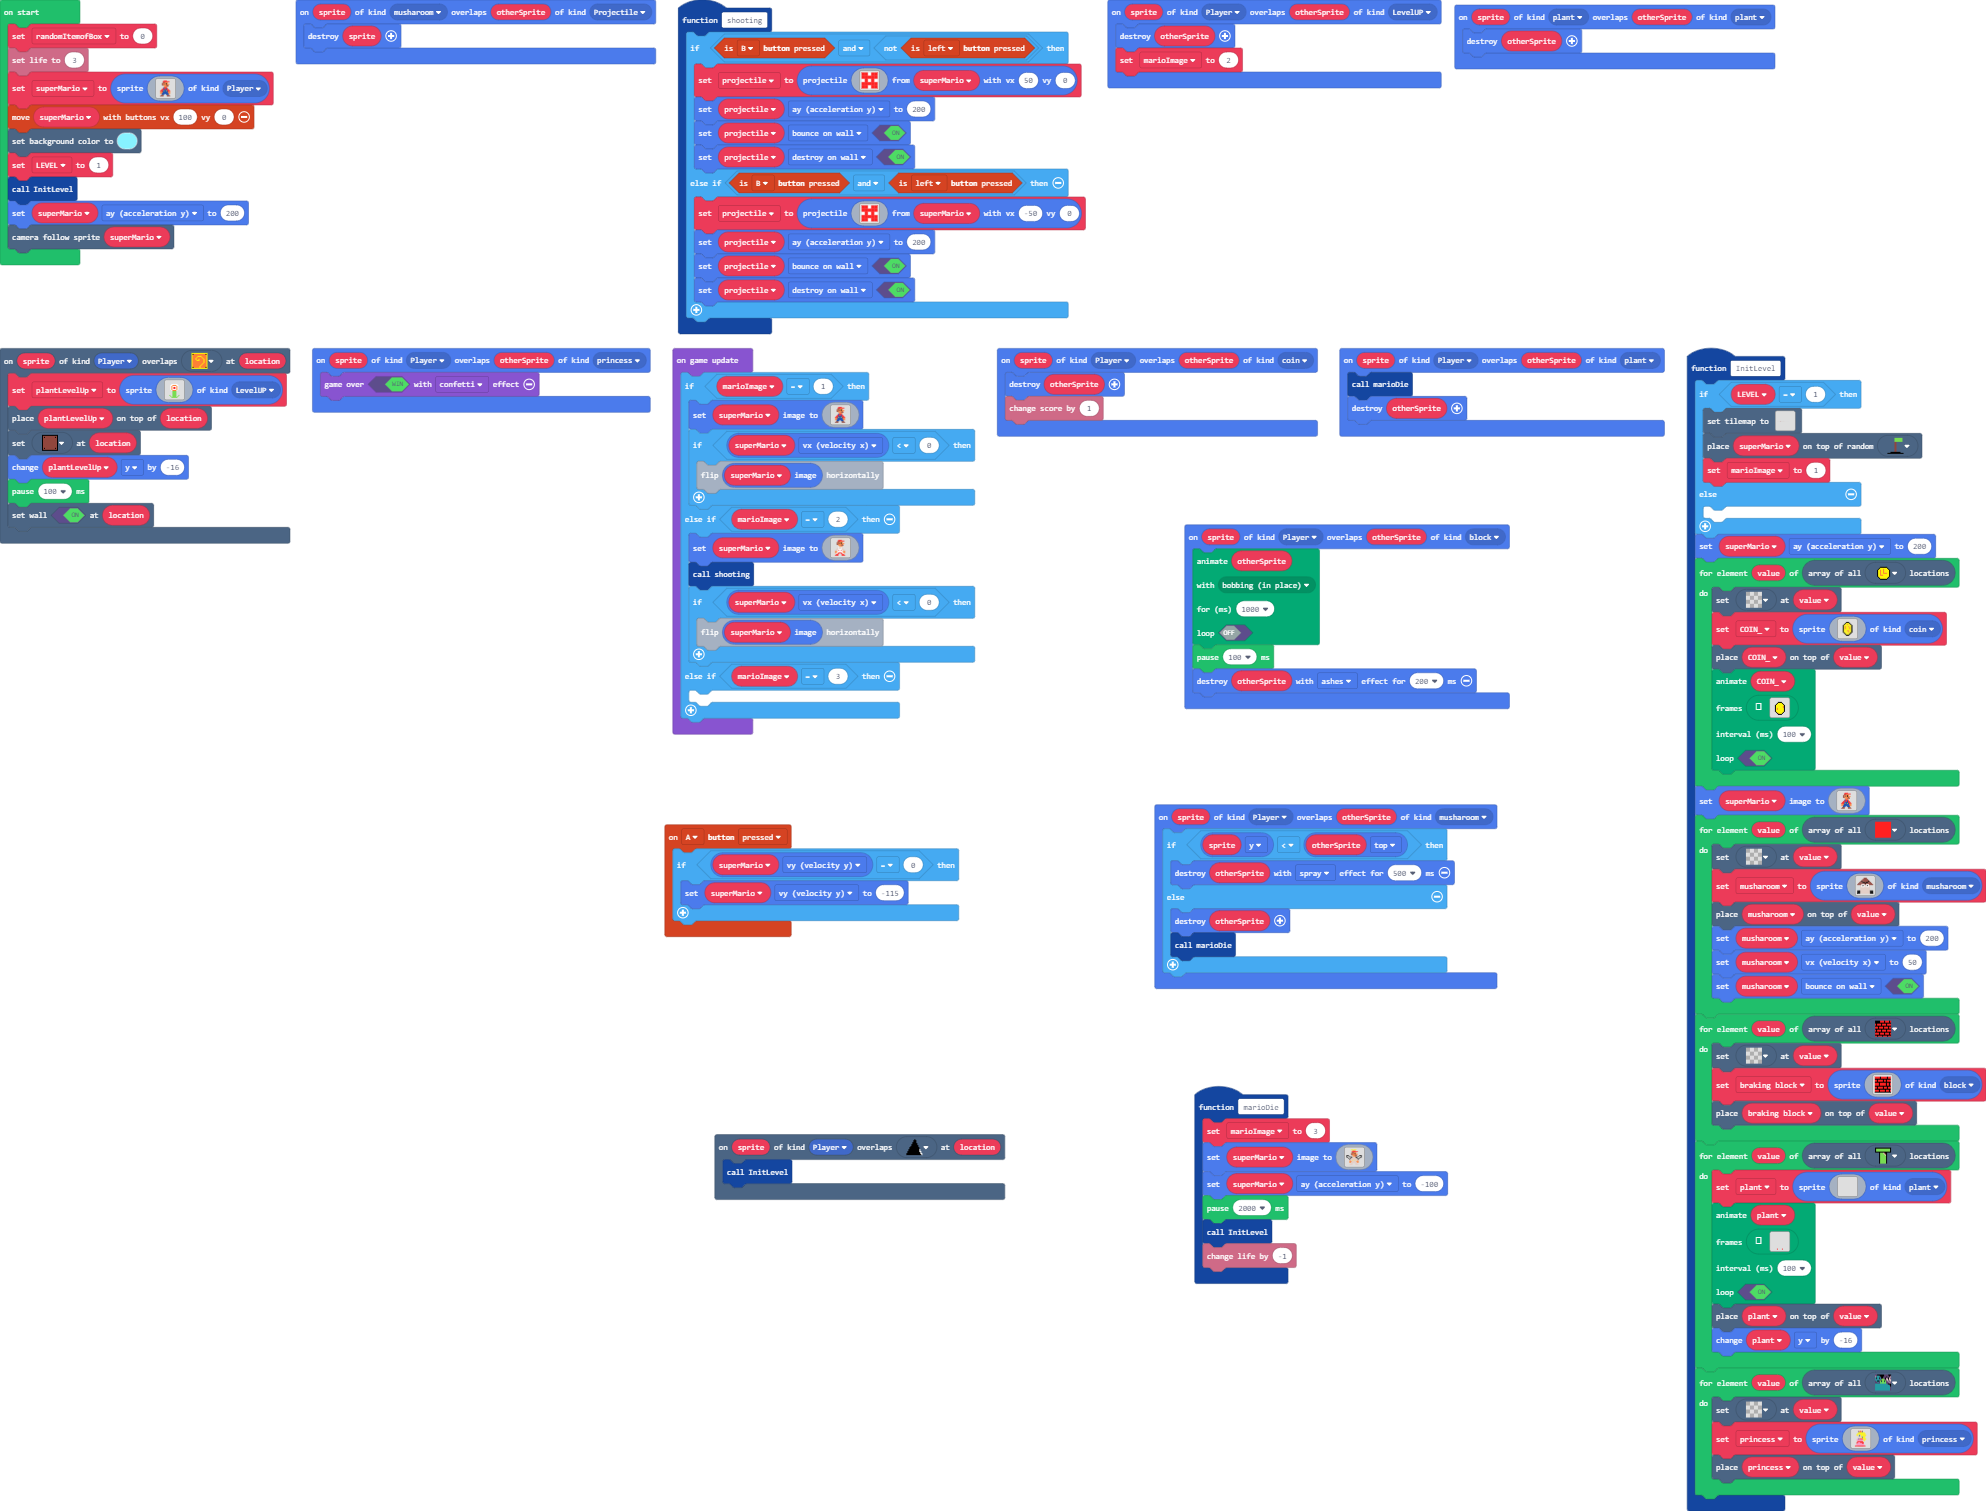 on start
set randomItemofBox to 0
set life to 3
set superMario to sprite of kind Player
move superMario with buttons vx 100 vy 0
set background color to
set LEVEL to 1
call InitLevel
set superMario ay (acceleration y) to 200
camera follow sprite superMario
on sprite of kind musharoom overlaps otherSprite of kind Projectile
destroy sprite
function shooting
if is B button pressed and not is left button pressed then
set projectile to projectile from superMario with vx 50 vy 0
set projectile ay (acceleration y) to 200
set projectile bounce on wall ON
set projectile destroy on wall ON
else if is B button pressed and is left button pressed then
set projectile to projectile from superMario with vx -50 vy 0
set projectile ay (acceleration y) to 200
set projectile bounce on wall ON
set projectile destroy on wall ON
on sprite of kind Player overlaps otherSprite of kind LevelUP
destroy otherSprite
set marioImage to 2
on sprite of kind plant overlaps otherSprite of kind plant
destroy otherSprite
on sprite of kind Player overlaps at location
set plantLevelUp to sprite of kind LevelUP
place plantLevelUp on top of location
set at location
change plantLevelUp y by -16
pause 100 ms
set wall ON at location
on sprite of kind Player overlaps otherSprite of kind princess
game over WIN with confetti effect
on game update
if marioImage = 1 then
set superMario image to
if superMario vx (velocity x) < 0 then
flip superMario image horizontally
else if marioImage = 2 then
set superMario image to
call shooting
if superMario vx (velocity x) < 0 then
flip superMario image horizontally
else if marioImage = 3 then
on sprite of kind Player overlaps otherSprite of kind coin
destroy otherSprite
change score by 1
on sprite of kind Player overlaps otherSprite of kind plant
call marioDie
destroy otherSprite
on sprite of kind Player overlaps otherSprite of kind block
animate otherSprite
with bobbing (in place)
for (ms) 1000
loop OFF
pause 100 ms
destroy otherSprite with ashes effect for 200 ms
on A button pressed
if superMario vy (velocity y) = 0 then
set superMario vy (velocity y) to -115
on sprite of kind Player overlaps otherSprite of kind musharoom
if sprite y < otherSprite top then
destroy otherSprite with spray effect for 500 ms
else
destroy otherSprite
call marioDie
on sprite of kind Player overlaps at location
call InitLevel
function marioDie
set marioImage to 3
set superMario image to
set superMario ay (acceleration y) to -100
pause 2000 ms
call InitLevel
change life by -1
function InitLevel
if LEVEL = 1 then
set tilemap to
place superMario on top of random
set marioImage to 1
else
set superMario ay (acceleration y) to 200
for element value of array of all locations
do set at value
set COIN_ to sprite of kind coin
place COIN_ on top of value
animate COIN_
frames
interval (ms) 100
loop ON
set superMario image to
for element value of array of all locations
do set at value
set musharoom to sprite of kind musharoom
place musharoom on top of value
set musharoom ay (acceleration y) to 200
set musharoom vx (velocity x) to 50
set musharoom bounce on wall ON
for element value of array of all locations
do set at value
set braking block to sprite of kind block
place braking block on top of value
for element value of array of all locations
do set plant to sprite of kind plant
animate plant
frames
interval (ms) 100
loop ON
place plant on top of value
change plant y by -16
for element value of array of all locations
do set at value
set princess to sprite of kind princess
place princess on top of value